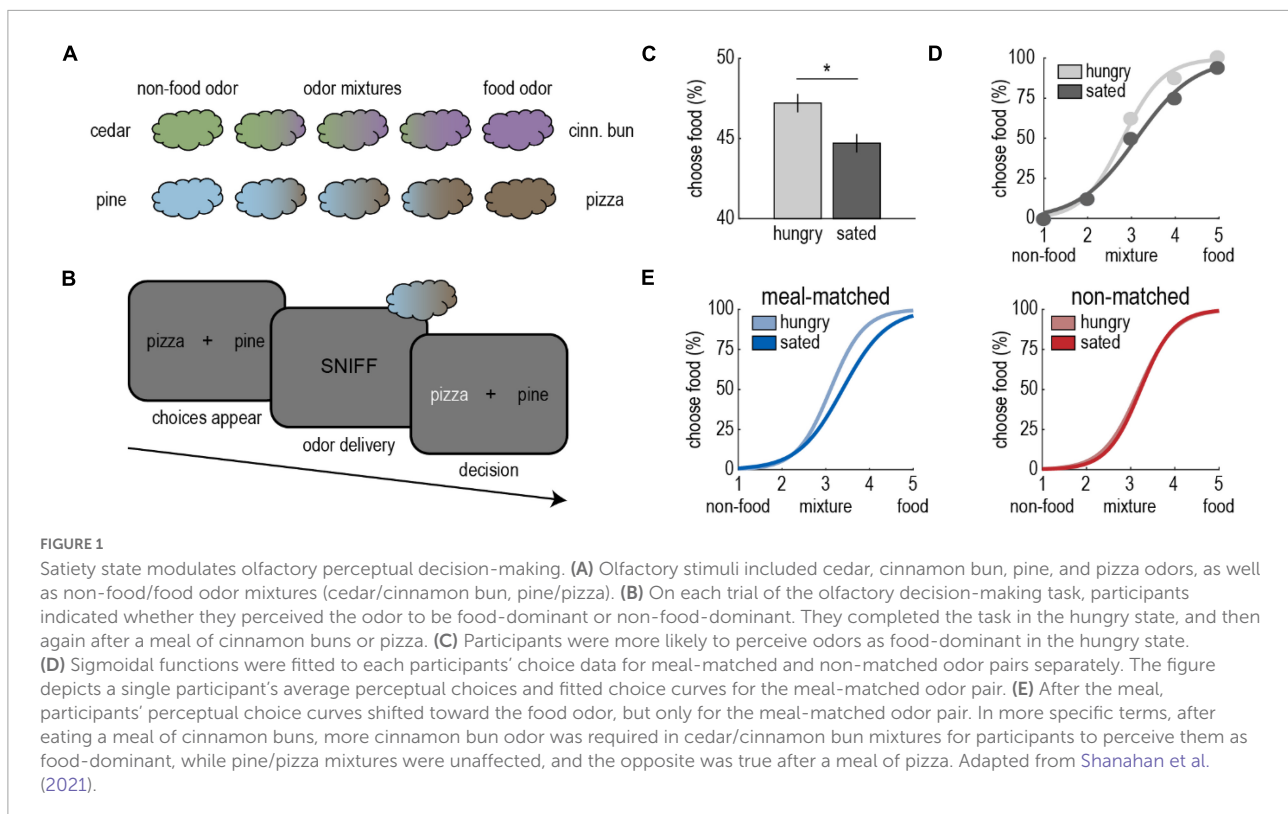 A
non-food odor odor mixtures food odor
cedar cinn. bun
pine pizza
B
pizza + pine
choices appear
SNIFF
odor delivery
pizza + pine
decision
C
50
45
40
choose food (%)
*
hungry sated
D
hungry
sated
100
75
50
25
0
choose food (%)
1 2 3 4 5
non-food mixture food
E
meal-matched
hungry
sated
100
75
50
25
0
choose food (%)
1 2 3 4 5
non-food mixture food
non-matched
hungry
sated
100
75
50
25
0
choose food (%)
1 2 3 4 5
non-food mixture food
FIGURE 1
Satiety state modulates olfactory perceptual decision-making. (A) Olfactory stimuli included cedar, cinnamon bun, pine, and pizza odors, as well
as non-food/food odor mixtures (cedar/cinnamon bun, pine/pizza). (B) On each trial of the olfactory decision-making task, participants
indicated whether they perceived the odor to be food-dominant or non-food-dominant. They completed the task in the hungry state, and then
again after a meal of cinnamon buns or pizza. (C) Participants were more likely to perceive odors as food-dominant in the hungry state.
(D) Sigmoidal functions were fitted to each participants' choice data for meal-matched and non-matched odor pairs separately. The figure
depicts a single participant's average perceptual choices and fitted choice curves for the meal-matched odor pair. (E) After the meal,
participants' perceptual choice curves shifted toward the food odor, but only for the meal-matched odor pair. In more specific terms, after
eating a meal of cinnamon buns, more cinnamon bun odor was required in cedar/cinnamon bun mixtures for participants to perceive them as
food-dominant, while pine/pizza mixtures were unaffected, and the opposite was true after a meal of pizza. Adapted from Shanahan et al.
(2021).